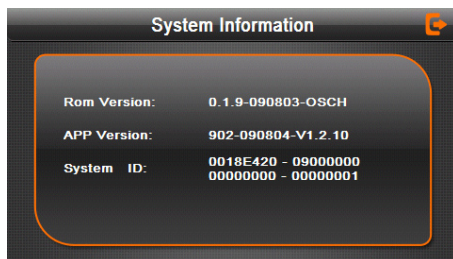 System Information
Rom Version: 0.1.9-090803-OSCH
APP Version: 902-090804-V1.2.10
System ID: 0018E420 - 09000000
00000000 - 00000001